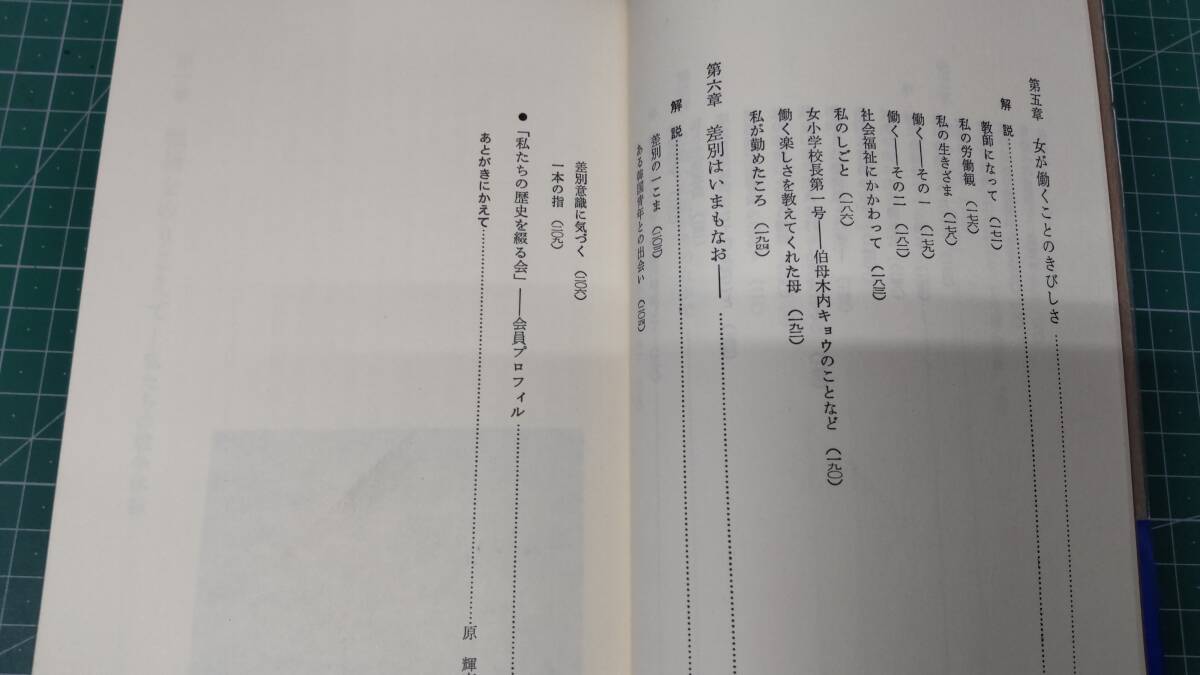 第五章　女が働くことのきびしさ……………
解説……………
教師になって（一七一）
私の労働観（一七六）
私の生きざま（一七八）
働く――その一（一七九）
働く――その二（一八二）
社会福祉にかかわって（一八三）
私のしごと（一八六）
女小学校長第一号――伯母木内キョウのことなど（一九〇）
働く楽しさを教えてくれた母（一九二）
私が勤めたころ（一九四）
第六章　差別はいまもなお――……………
解説……………
差別の一こま（二〇三）
ある韓国青年との出会い（二〇四）
差別意識に気づく（二〇六）
一本の指（二〇九）
●「私たちの歴史を綴る会」――会員プロフィル……………
あとがきにかえて……………原　輝